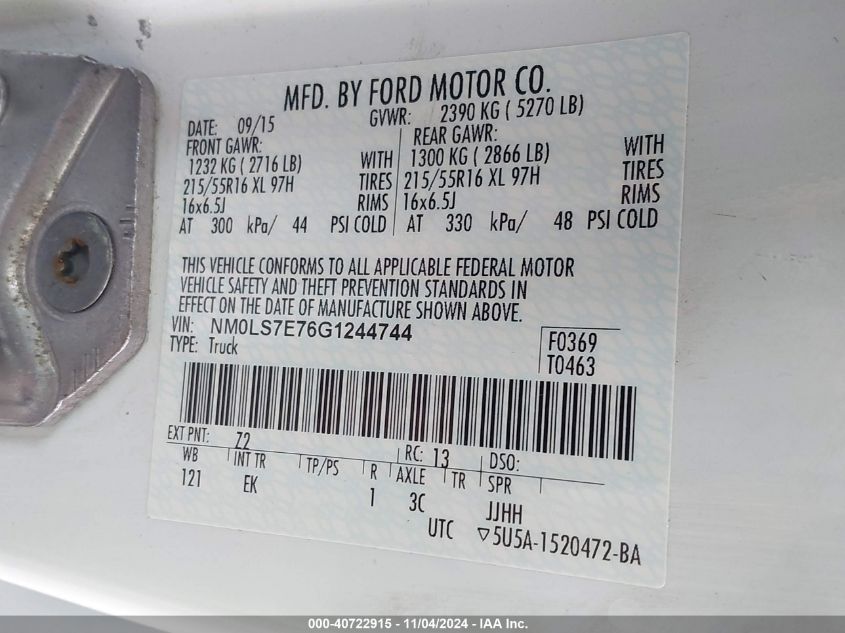 MFD. BY FORD MOTOR CO.
DATE: 09/15 GVWR: 2390 KG ( 5270 LB)
FRONT GAWR: REAR GAWR:
1232 KG ( 2716 LB) WITH 1300 KG ( 2866 LB) WITH
215/55R16 XL 97H TIRES 215/55R16 XL 97H TIRES
16x6.5J RIMS 16x6.5J RIMS
AT 300 kPa/ 44 PSI COLD AT 330 kPa/ 48 PSI COLD
THIS VEHICLE CONFORMS TO ALL APPLICABLE FEDERAL MOTOR
VEHICLE SAFETY AND THEFT PREVENTION STANDARDS IN
EFFECT ON THE DATE OF MANUFACTURE SHOWN ABOVE.
VIN: NM0LS7E76G1244744 F0369
TYPE: Truck T0463
EXT PNT: Z2 RC: 13 DSO:
WB INT TR TP/PS R AXLE TR SPR
121 EK 1 3C JJHH
UTC ▽5U5A-1520472-BA
000-40722915 - 11/04/2024 - IAA Inc.